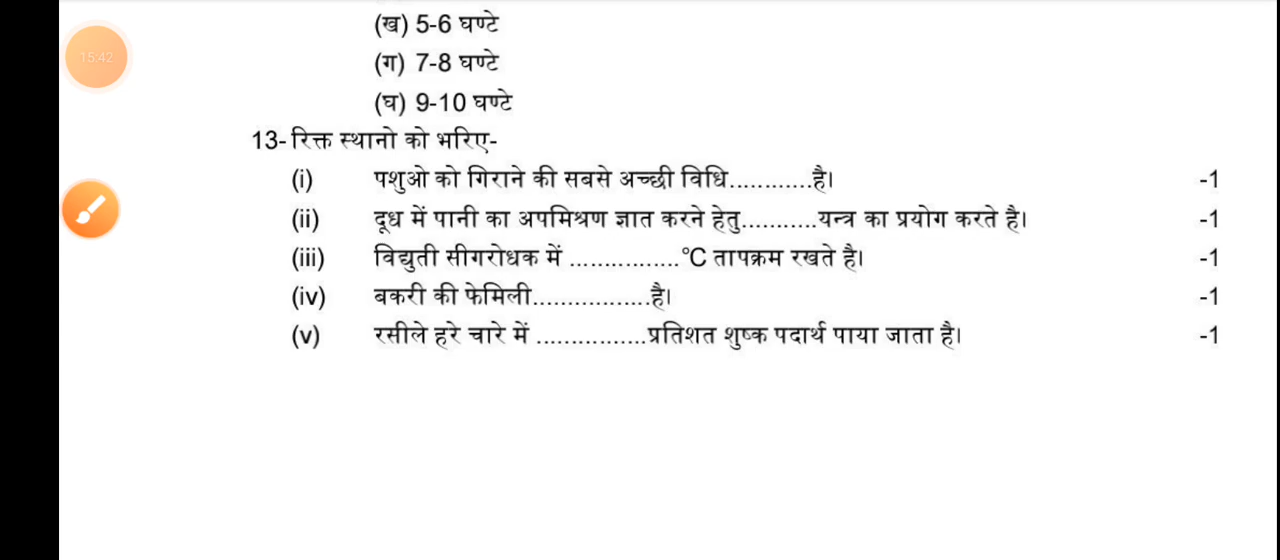 (ख) 5-6 घण्टे
15:42
(ग) 7-8 घण्टे
(घ) 9-10 घण्टे
13- रिक्त स्थानो को भरिए-
(i) पशुओ को गिराने की सबसे अच्छी विधि............है। -1
(ii) दूध में पानी का अपमिश्रण ज्ञात करने हेतु...........यन्त्र का प्रयोग करते है। -1
(iii) विद्युती सीगरोधक में ................°C तापक्रम रखते है। -1
(iv) बकरी की फेमिली.................है। -1
(v) रसीले हरे चारे में ................प्रतिशत शुष्क पदार्थ पाया जाता है। -1